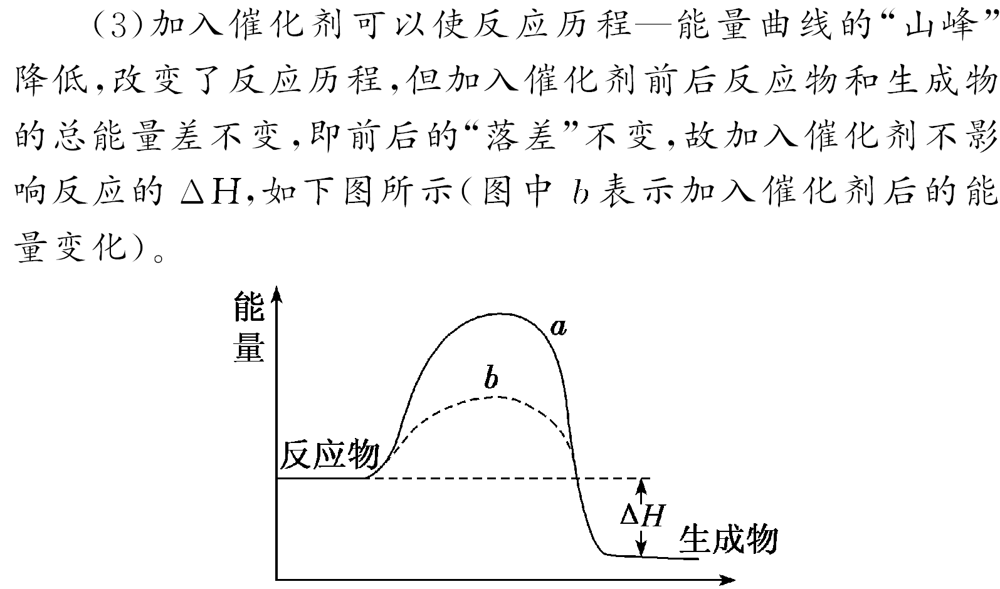 (3)加入催化剂可以使反应历程—能量曲线的“山峰”
降低,改变了反应历程,但加入催化剂前后反应物和生成物
的总能量差不变,即前后的“落差”不变,故加入催化剂不影
响反应的 ΔH,如下图所示(图中 b 表示加入催化剂后的能
量变化)。
能量
a
b
反应物
ΔH
生成物